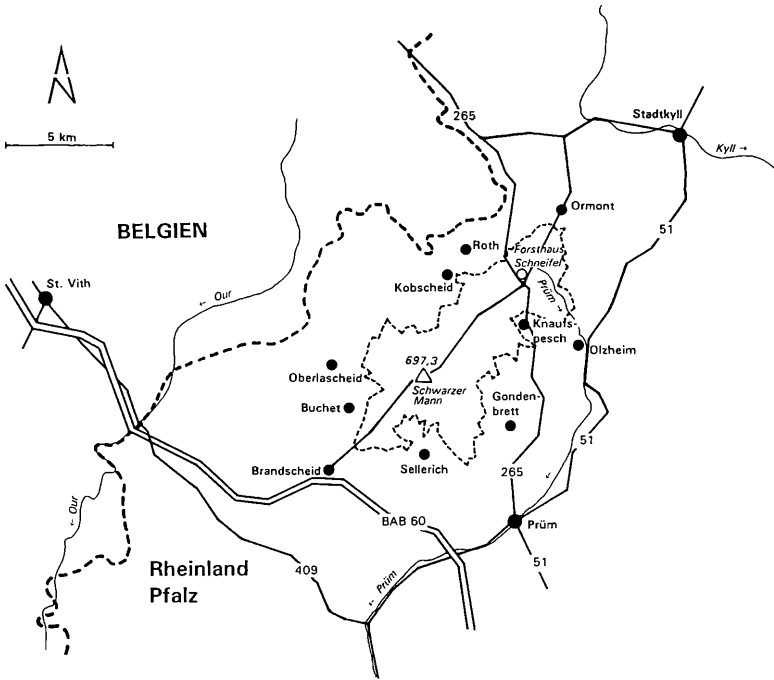 265
Stadtkyll
Kyll →
5 km
Ormont
BELGIEN
51
Roth
Forsthaus
Schneifel
St. Vith
Kobscheid
← Our
Prüm →
Knaufs-
pesch
Olzheim
697,3
Oberlascheid
Schwarzer
Mann
Buchet
Gonden-
brett
51
Brandscheid
Sellerich
265
← Our
BAB 60
Prüm
←
51
Rheinland
Pfalz
409
← Prüm